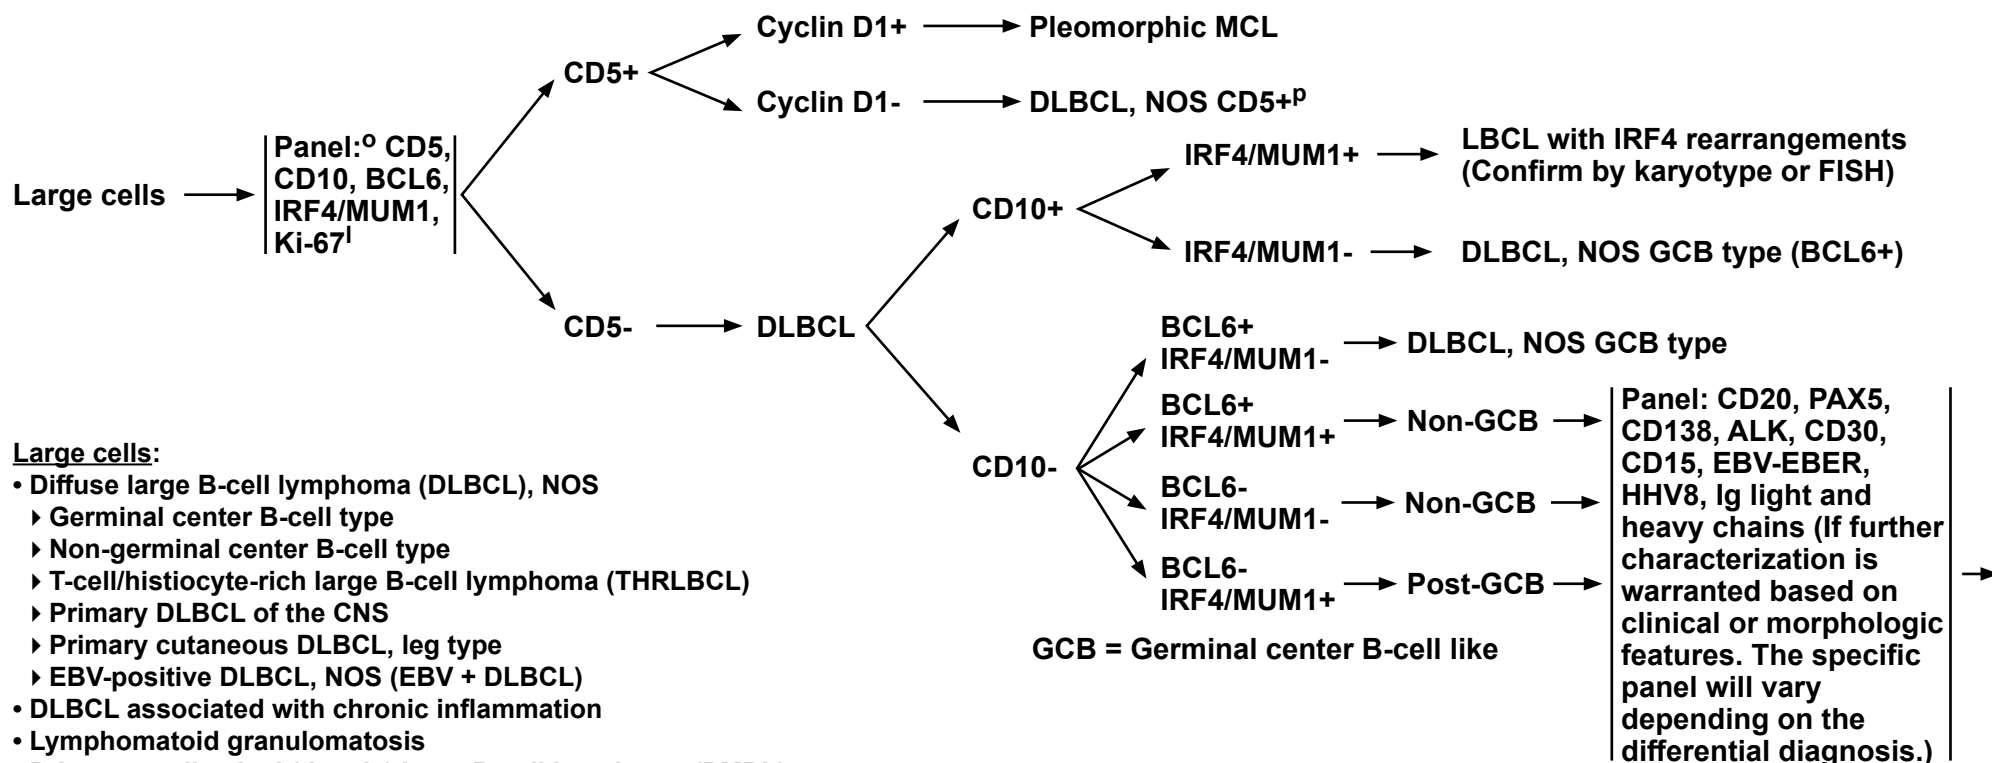 Cyclin D1+
Pleomorphic MCL
CD5+
Cyclin D1-
DLBCL, NOS CD5+p
Large cells
Panel:o CD5,
CD10, BCL6,
IRF4/MUM1,
Ki-67l
IRF4/MUM1+
LBCL with IRF4 rearrangements
(Confirm by karyotype or FISH)
CD10+
IRF4/MUM1-
DLBCL, NOS GCB type (BCL6+)
CD5-
DLBCL
BCL6+
IRF4/MUM1-
DLBCL, NOS GCB type
BCL6+
IRF4/MUM1+
Non-GCB
CD10-
BCL6-
IRF4/MUM1-
Non-GCB
BCL6-
IRF4/MUM1+
Post-GCB
Panel: CD20, PAX5,
CD138, ALK, CD30,
CD15, EBV-EBER,
HHV8, Ig light and
heavy chains (If further
characterization is
warranted based on
clinical or morphologic
features. The specific
panel will vary
depending on the
differential diagnosis.)
GCB = Germinal center B-cell like
Large cells:
• Diffuse large B-cell lymphoma (DLBCL), NOS
▸ Germinal center B-cell type
▸ Non-germinal center B-cell type
▸ T-cell/histiocyte-rich large B-cell lymphoma (THRLBCL)
▸ Primary DLBCL of the CNS
▸ Primary cutaneous DLBCL, leg type
▸ EBV-positive DLBCL, NOS (EBV + DLBCL)
• DLBCL associated with chronic inflammation
• Lymphomatoid granulomatosis